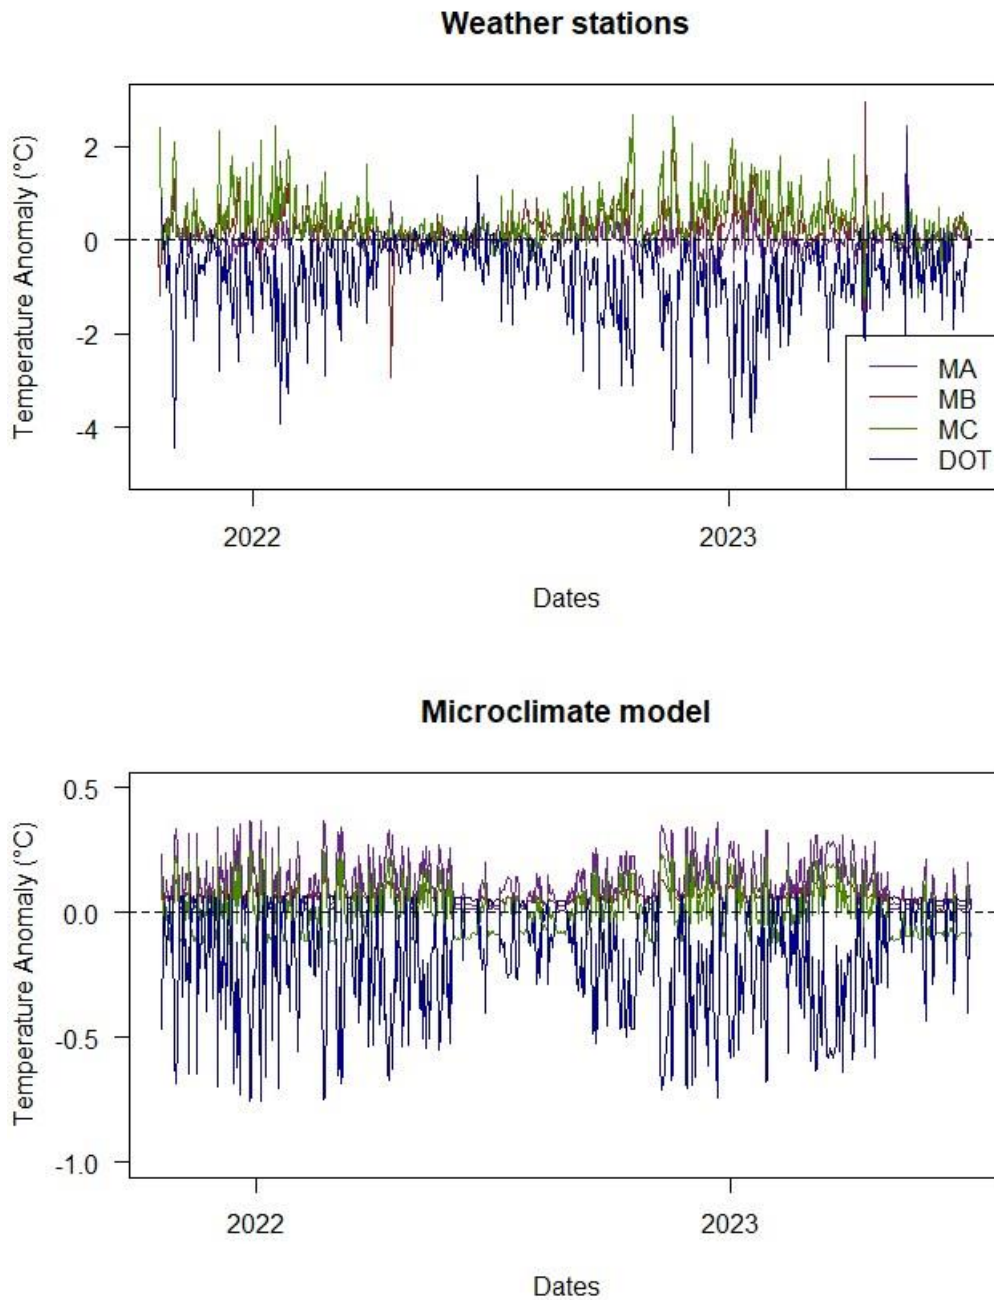 Weather stations
Temperature Anomaly (°C)
2
0
-2
-4
MA
MB
MC
DOT
2022
2023
Dates
Microclimate model
Temperature Anomaly (°C)
0.5
0.0
-0.5
-1.0
2022
2023
Dates